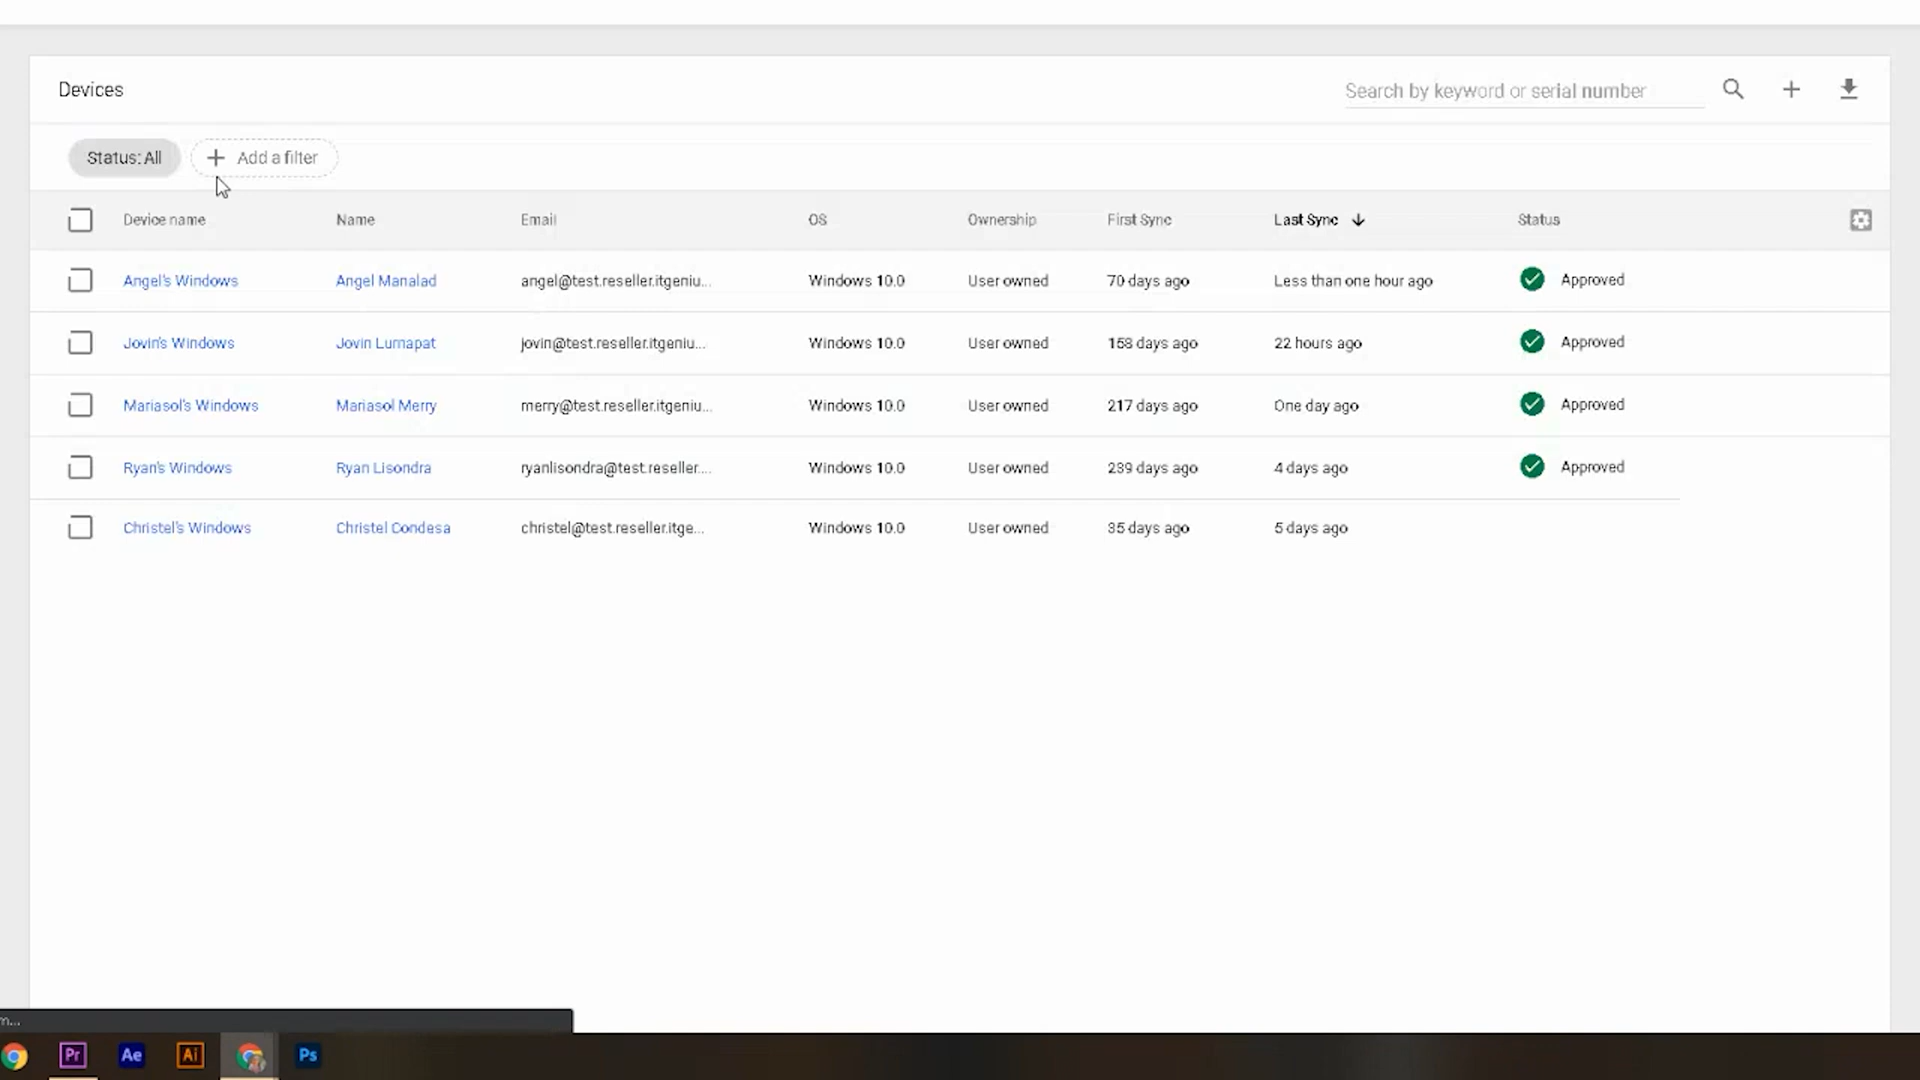 Devices
Search by keyword or serial number
Status: All
Add a filter
Device name Name Email OS Ownership First Sync Last Sync Status
Angel's Windows Angel Manalad angel@test.reseller.itgeniu... Windows 10.0 User owned 70 days ago Less than one hour ago Approved
Jovin's Windows Jovin Lumapat jovin@test.reseller.itgeniu... Windows 10.0 User owned 158 days ago 22 hours ago Approved
Mariasol's Windows Mariasol Merry merry@test.reseller.itgeniu... Windows 10.0 User owned 217 days ago One day ago Approved
Ryan's Windows Ryan Lisondra ryanlisondra@test.reseller.... Windows 10.0 User owned 239 days ago 4 days ago Approved
Christel's Windows Christel Condesa christel@test.reseller.itge... Windows 10.0 User owned 35 days ago 5 days ago
m...
Pr Ae Ai Ps